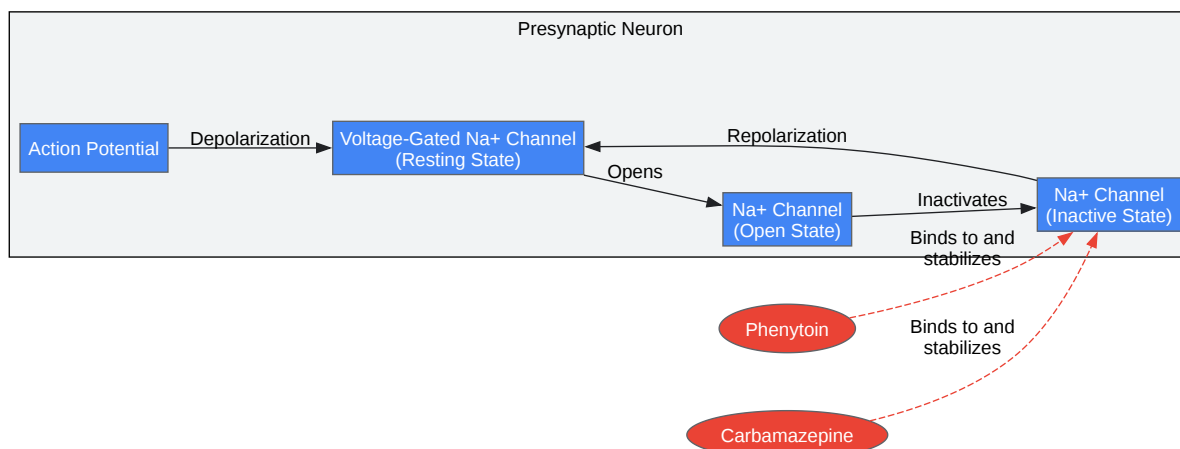 Presynaptic Neuron
Action Potential
Depolarization
Voltage-Gated Na+ Channel
(Resting State)
Repolarization
Opens
Na+ Channel
(Open State)
Inactivates
Na+ Channel
(Inactive State)
Binds to and
stabilizes
Phenytoin
Binds to and
stabilizes
Carbamazepine